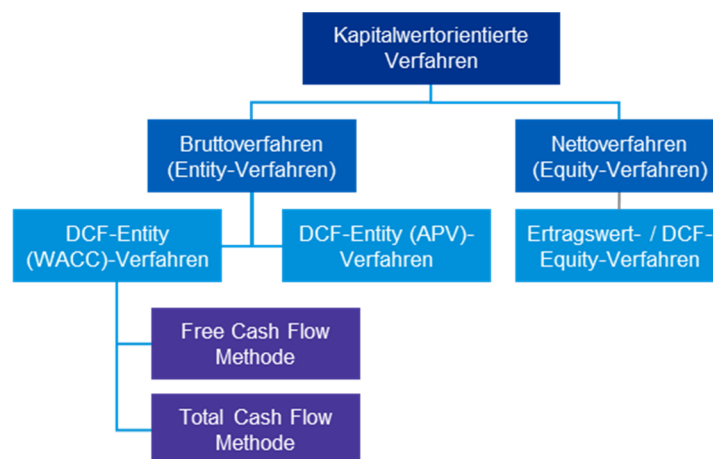 Kapitalwertorientierte
Verfahren
Bruttoverfahren
(Entity-Verfahren)
Nettoverfahren
(Equity-Verfahren)
DCF-Entity
(WACC)-Verfahren
DCF-Entity (APV)-
Verfahren
Ertragswert- / DCF-
Equity-Verfahren
Free Cash Flow
Methode
Total Cash Flow
Methode